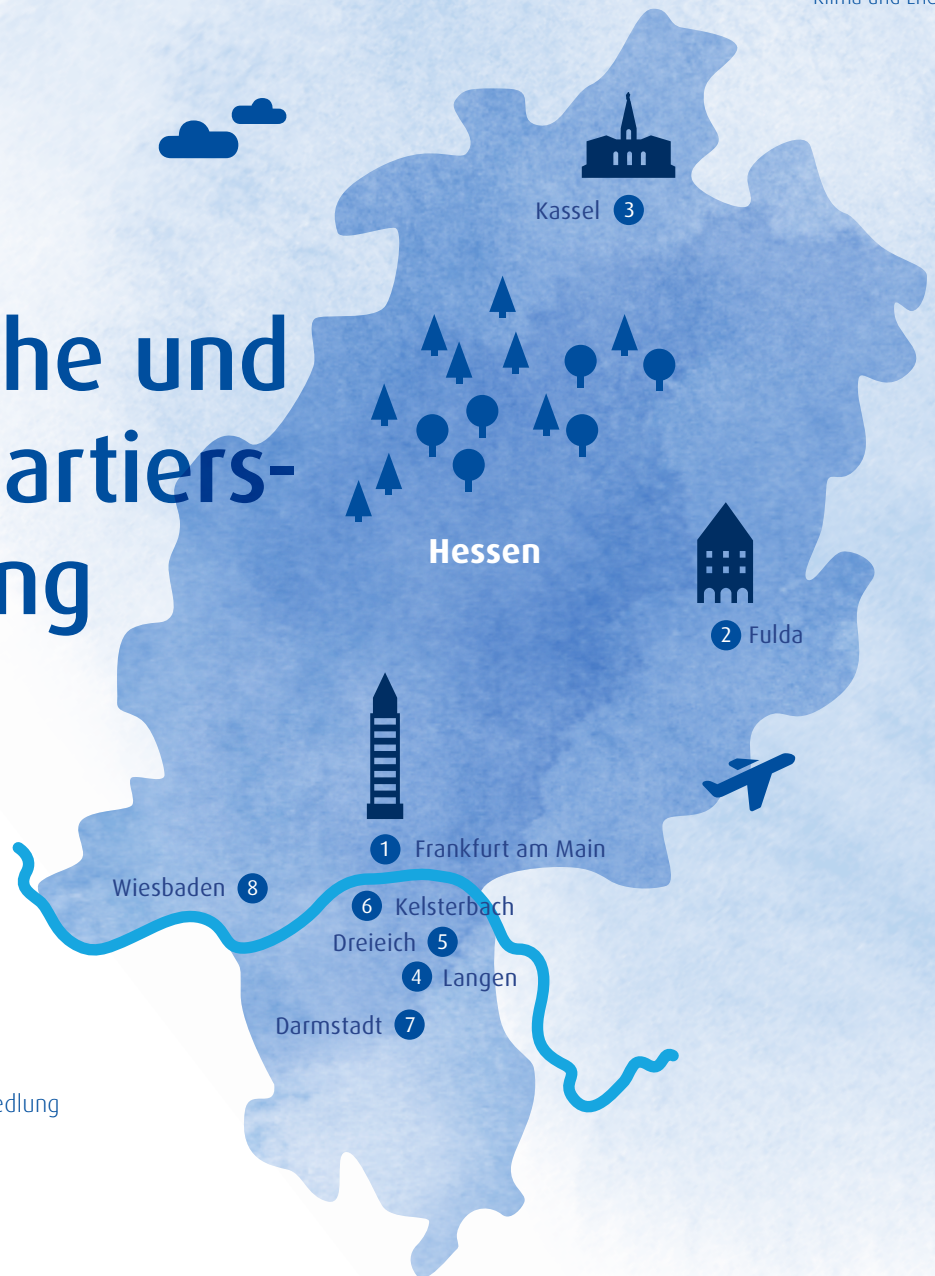 Kassel 3
he und
artiers-
ng
Hessen
2 Fulda
1 Frankfurt am Main
Wiesbaden 8
6 Kelsterbach
Dreieich 5
4 Langen
Darmstadt 7
edlung